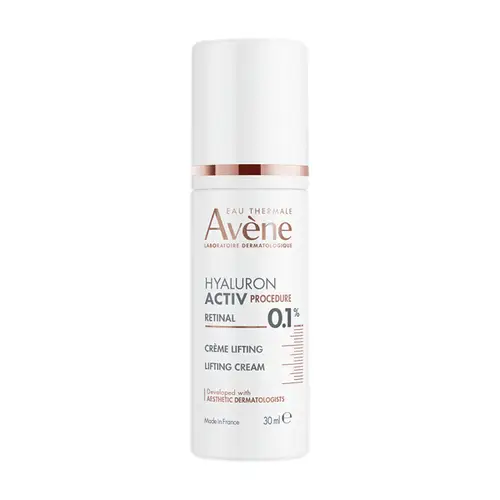 EAU THERMALE
Avène
LABORATOIRE DERMATOLOGIQUE
HYALURON
ACTIV PROCEDURE
RETINAL 0.1%
CRÈME LIFTING
LIFTING CREAM
Developed with
AESTHETIC DERMATOLOGISTS
Made in France 30 ml e